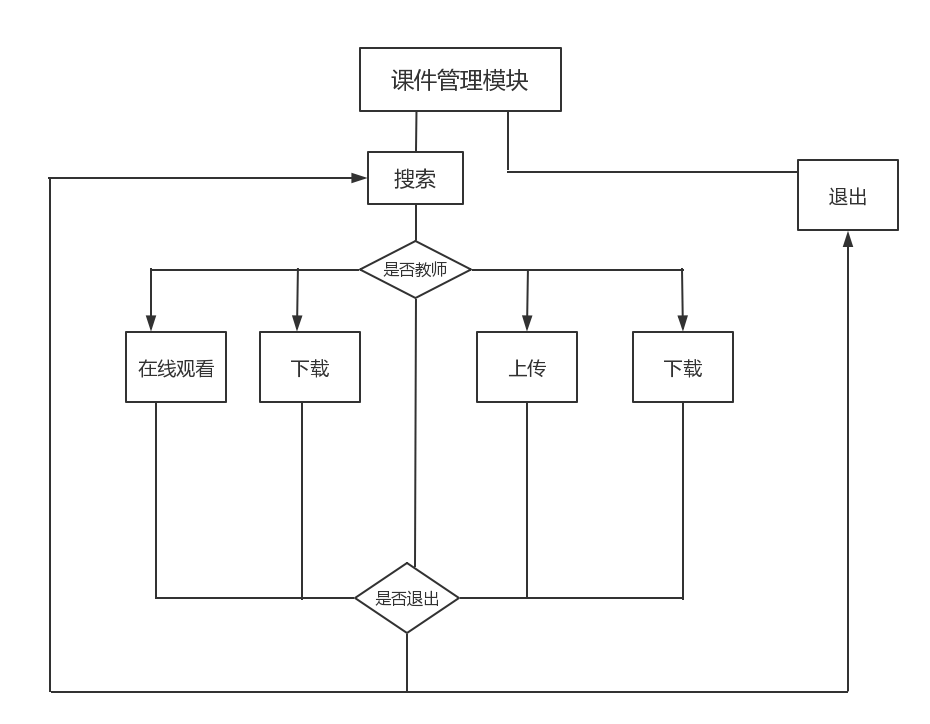 课件管理模块
搜索
退出
是否教师
在线观看
下载
上传
下载
是否退出